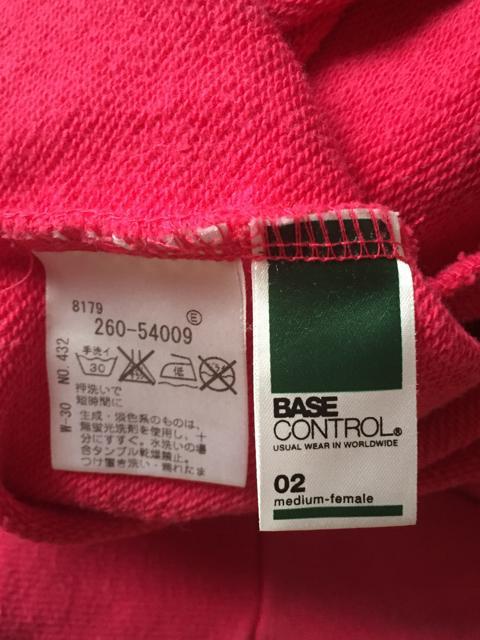 8179
260-54009
E
手洗イ
30
低
押洗いで
短時間に
生成・淡色系のものは、
無蛍光洗剤を使用し、十
分にすすぐ。水洗いの場
合タンブル乾燥禁止。
つけ置き洗い・濡れたま
W-30 NO.432
BASE
CONTROL®
USUAL WEAR IN WORLDWIDE
02
medium-female